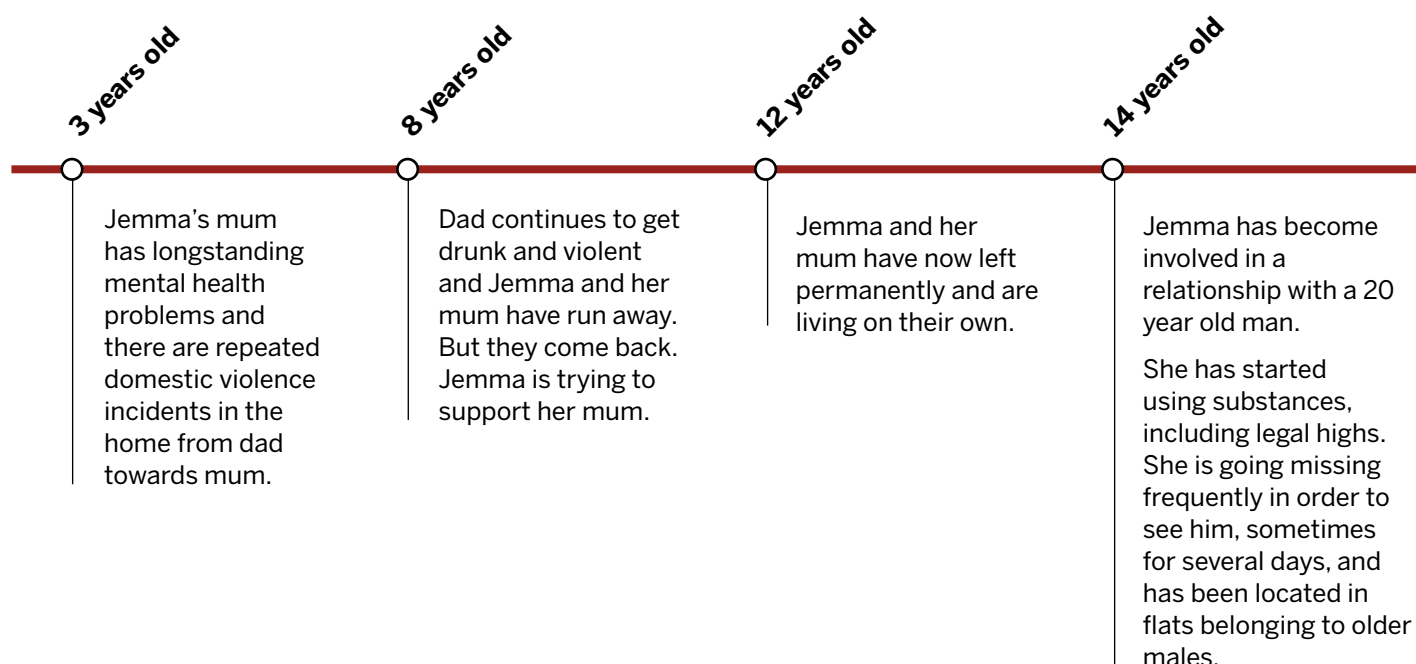 3 years old
Jemma's mum
has longstanding
mental health
problems and
there are repeated
domestic violence
incidents in the
home from dad
towards mum.
8 years old
Dad continues to get
drunk and violent
and Jemma and her
mum have run away.
But they come back.
Jemma is trying to
support her mum.
12 years old
Jemma and her
mum have now left
permanently and are
living on their own.
14 years old
Jemma has become
involved in a
relationship with a 20
year old man.
She has started
using substances,
including legal highs.
She is going missing
frequently in order to
see him, sometimes
for several days, and
has been located in
flats belonging to older
males.